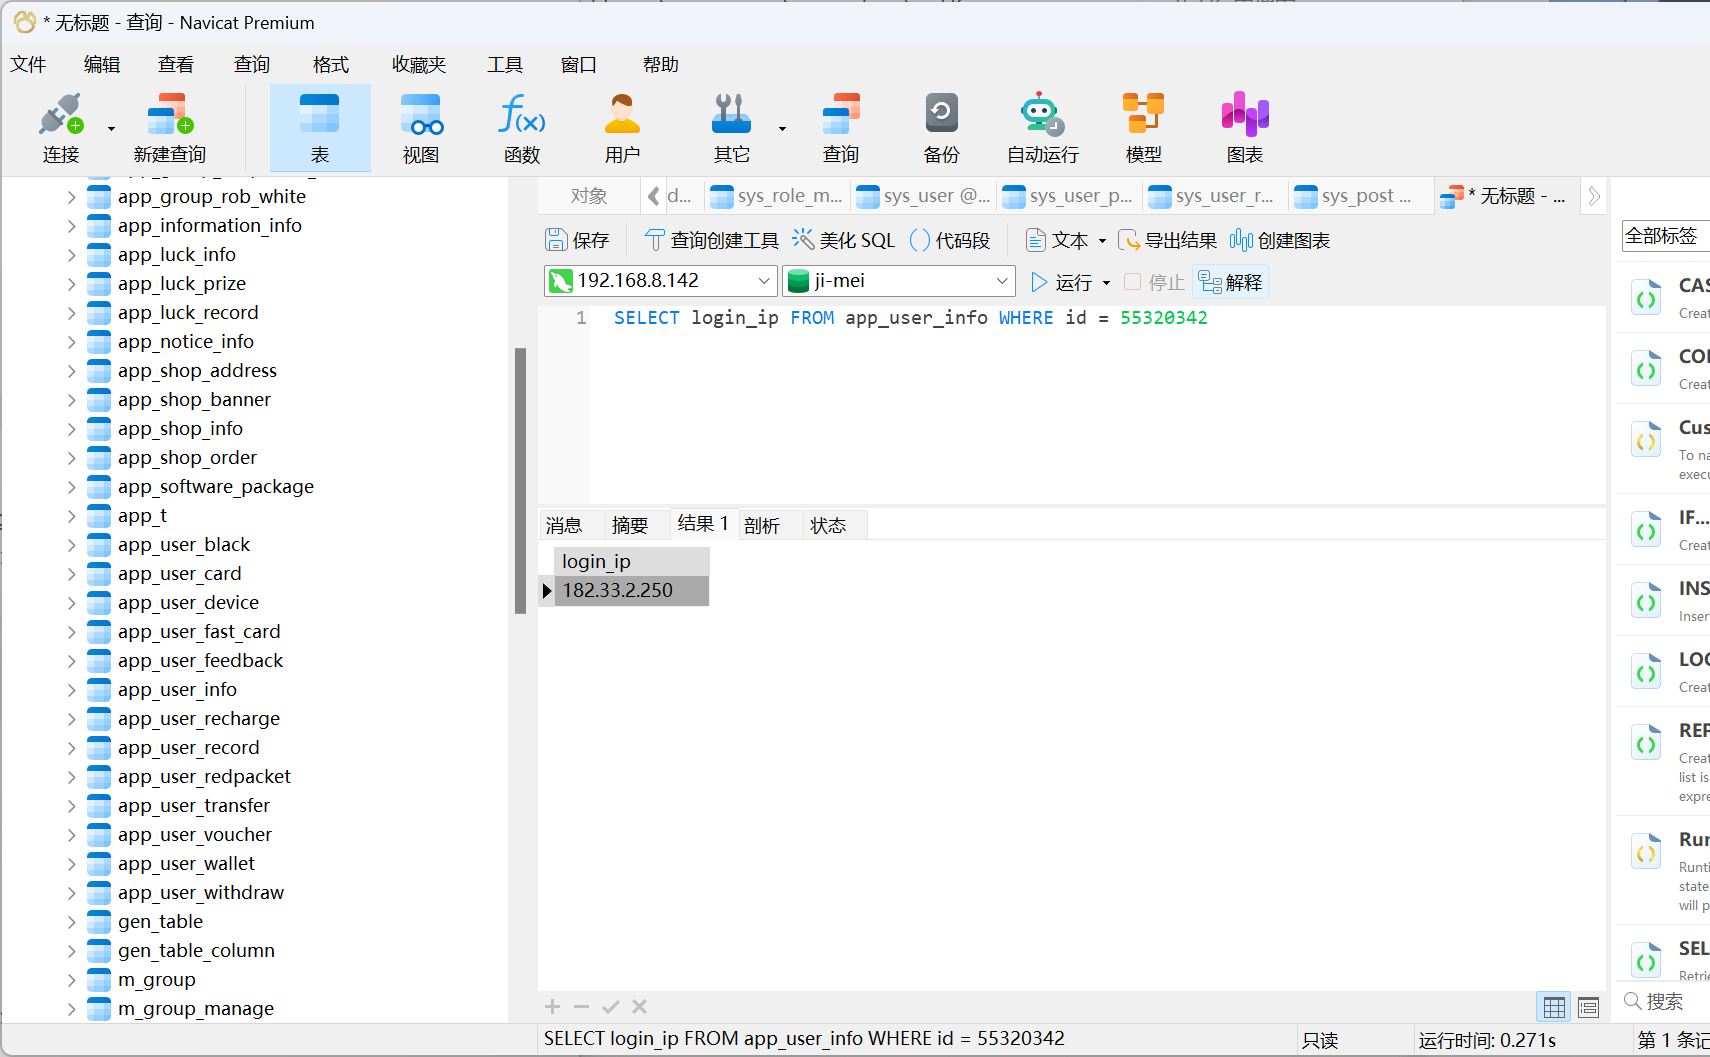 * 无标题 - 查询 - Navicat Premium
文件 编辑 查看 查询 格式 收藏夹 工具 窗口 帮助
连接 新建查询 表 视图 函数 用户 其它 查询 备份 自动运行 模型 图表
app_group_rob_white
app_information_info
app_luck_info
app_luck_prize
app_luck_record
app_notice_info
app_shop_address
app_shop_banner
app_shop_info
app_shop_order
app_software_package
app_t
app_user_black
app_user_card
app_user_device
app_user_fast_card
app_user_feedback
app_user_info
app_user_recharge
app_user_record
app_user_redpacket
app_user_transfer
app_user_voucher
app_user_wallet
app_user_withdraw
gen_table
gen_table_column
m_group
m_group_manage
对象 d... sys_role_m... sys_user @... sys_user_p... sys_user_r... sys_post ... * 无标题 - ...
保存 查询创建工具 美化 SQL 代码段 文本 导出结果 创建图表
192.168.8.142 ji-mei 运行 停止 解释
1 SELECT login_ip FROM app_user_info WHERE id = 55320342
消息 摘要 结果 1 剖析 状态
login_ip
182.33.2.250
全部标签
CAS
Creat
COI
Creat
Cus
To na
execu
IF...
Creat
INS
Inser
LOO
Creat
REP
Creat
list is
expre
Run
Runti
state
will p
SEL
Retrie
搜索
SELECT login_ip FROM app_user_info WHERE id = 55320342 只读 运行时间: 0.271s 第 1 条记